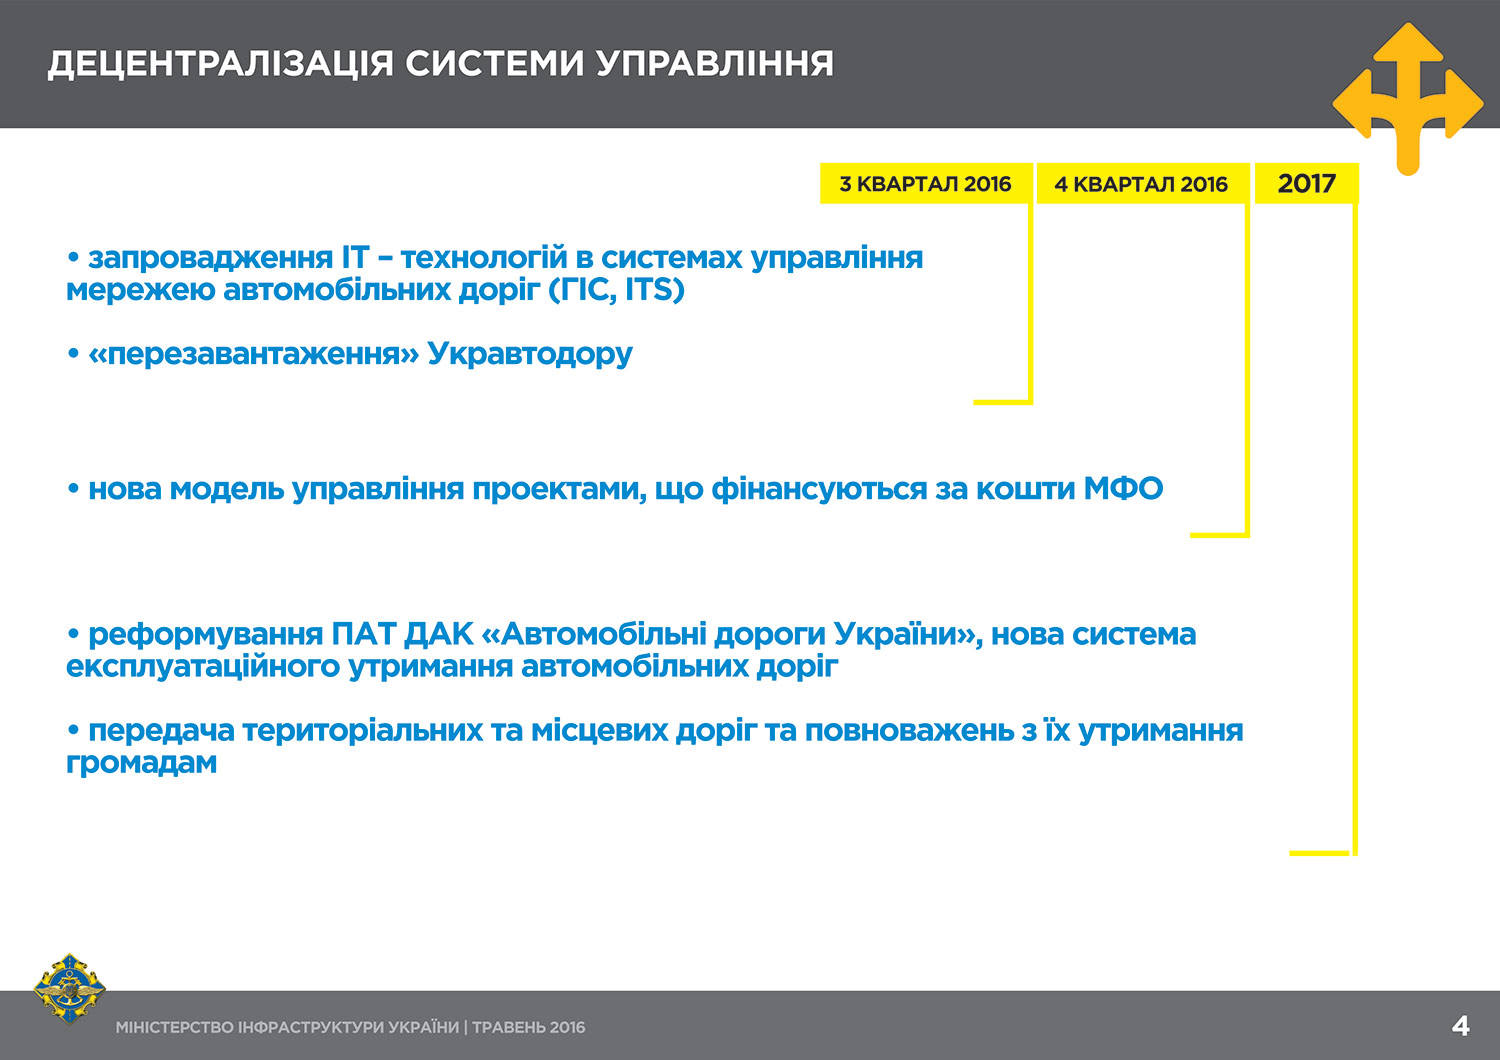 ДЕЦЕНТРАЛІЗАЦІЯ СИСТЕМИ УПРАВЛІННЯ
3 КВАРТАЛ 2016
4 КВАРТАЛ 2016
2017
• запровадження ІТ – технологій в системах управління
мережею автомобільних доріг (ГІС, ITS)
• «перезавантаження» Укравтодору
• нова модель управління проектами, що фінансуються за кошти МФО
• реформування ПАТ ДАК «Автомобільні дороги України», нова система
експлуатаційного утримання автомобільних доріг
• передача територіальних та місцевих доріг та повноважень з їх утримання
громадам
МІНІСТЕРСТВО ІНФРАСТРУКТУРИ УКРАЇНИ | ТРАВЕНЬ 2016
4